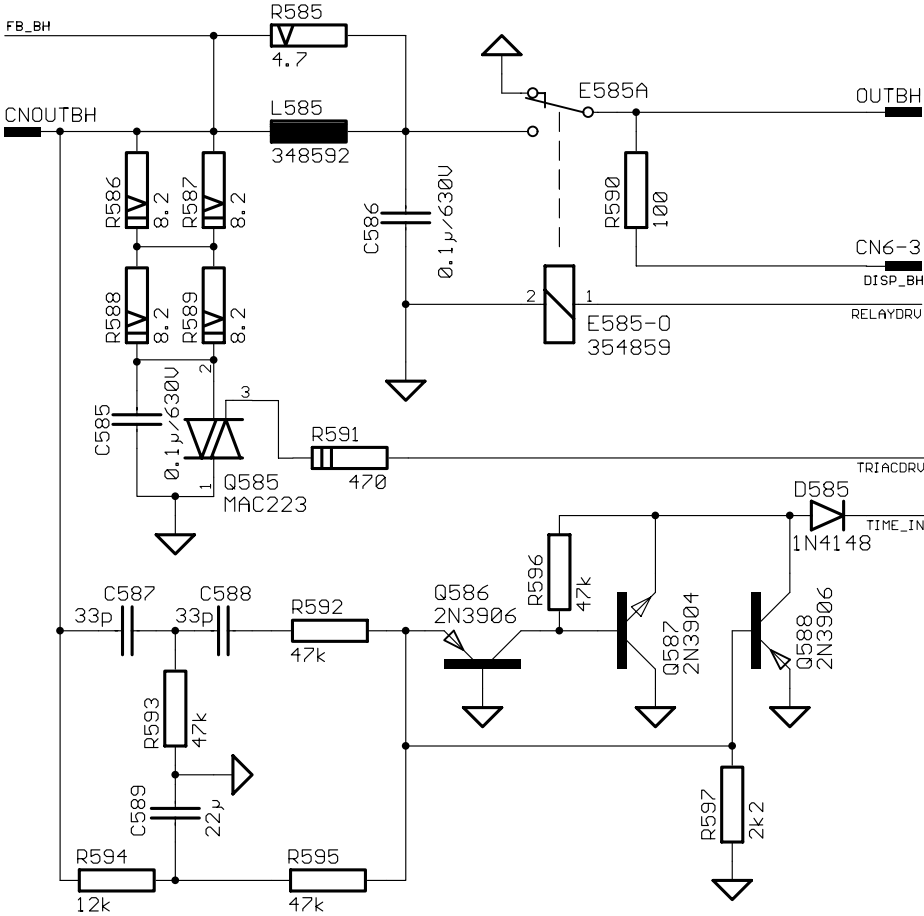 R585
FB_BH
4.7
E585A
CNOUTBH
L585
OUTBH
348592
R586
8.2
R587
8.2
C586
0.1µ/630V
R590
100
CN6-3
DISP_BH
R588
8.2
R589
8.2
2
1
RELAYDRV
E585-O
354859
2
3
C585
0.1µ/630V
R591
470
TRIACDRV
1
Q585
MAC223
D585
TIME_IN
1N4148
R596
47k
C587
C588
33p
33p
R592
47k
Q586
2N3906
Q587
2N3904
Q588
2N3906
R593
47k
C589
22µ
R597
2k2
R594
12k
R595
47k